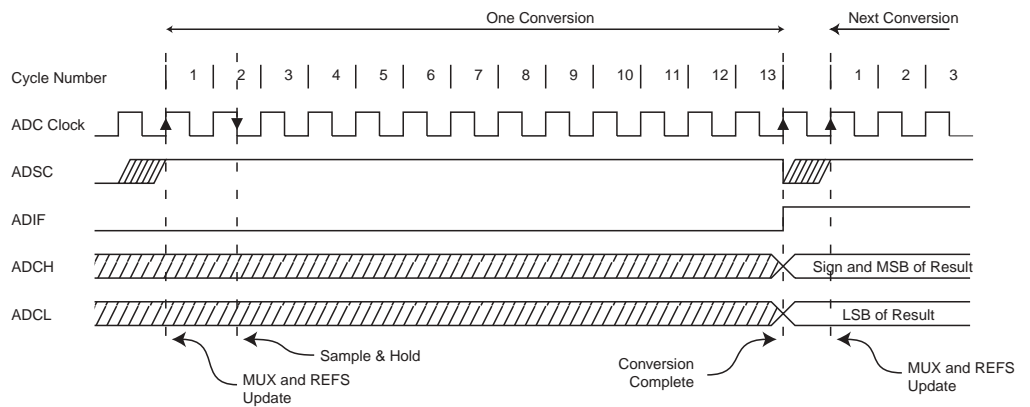 One Conversion
Next Conversion
Cycle Number
1 2 3 4 5 6 7 8 9 10 11 12 13 1 2 3
ADC Clock
ADSC
ADIF
ADCH
Sign and MSB of Result
ADCL
LSB of Result
Sample & Hold
MUX and REFS
Update
Conversion
Complete
MUX and REFS
Update